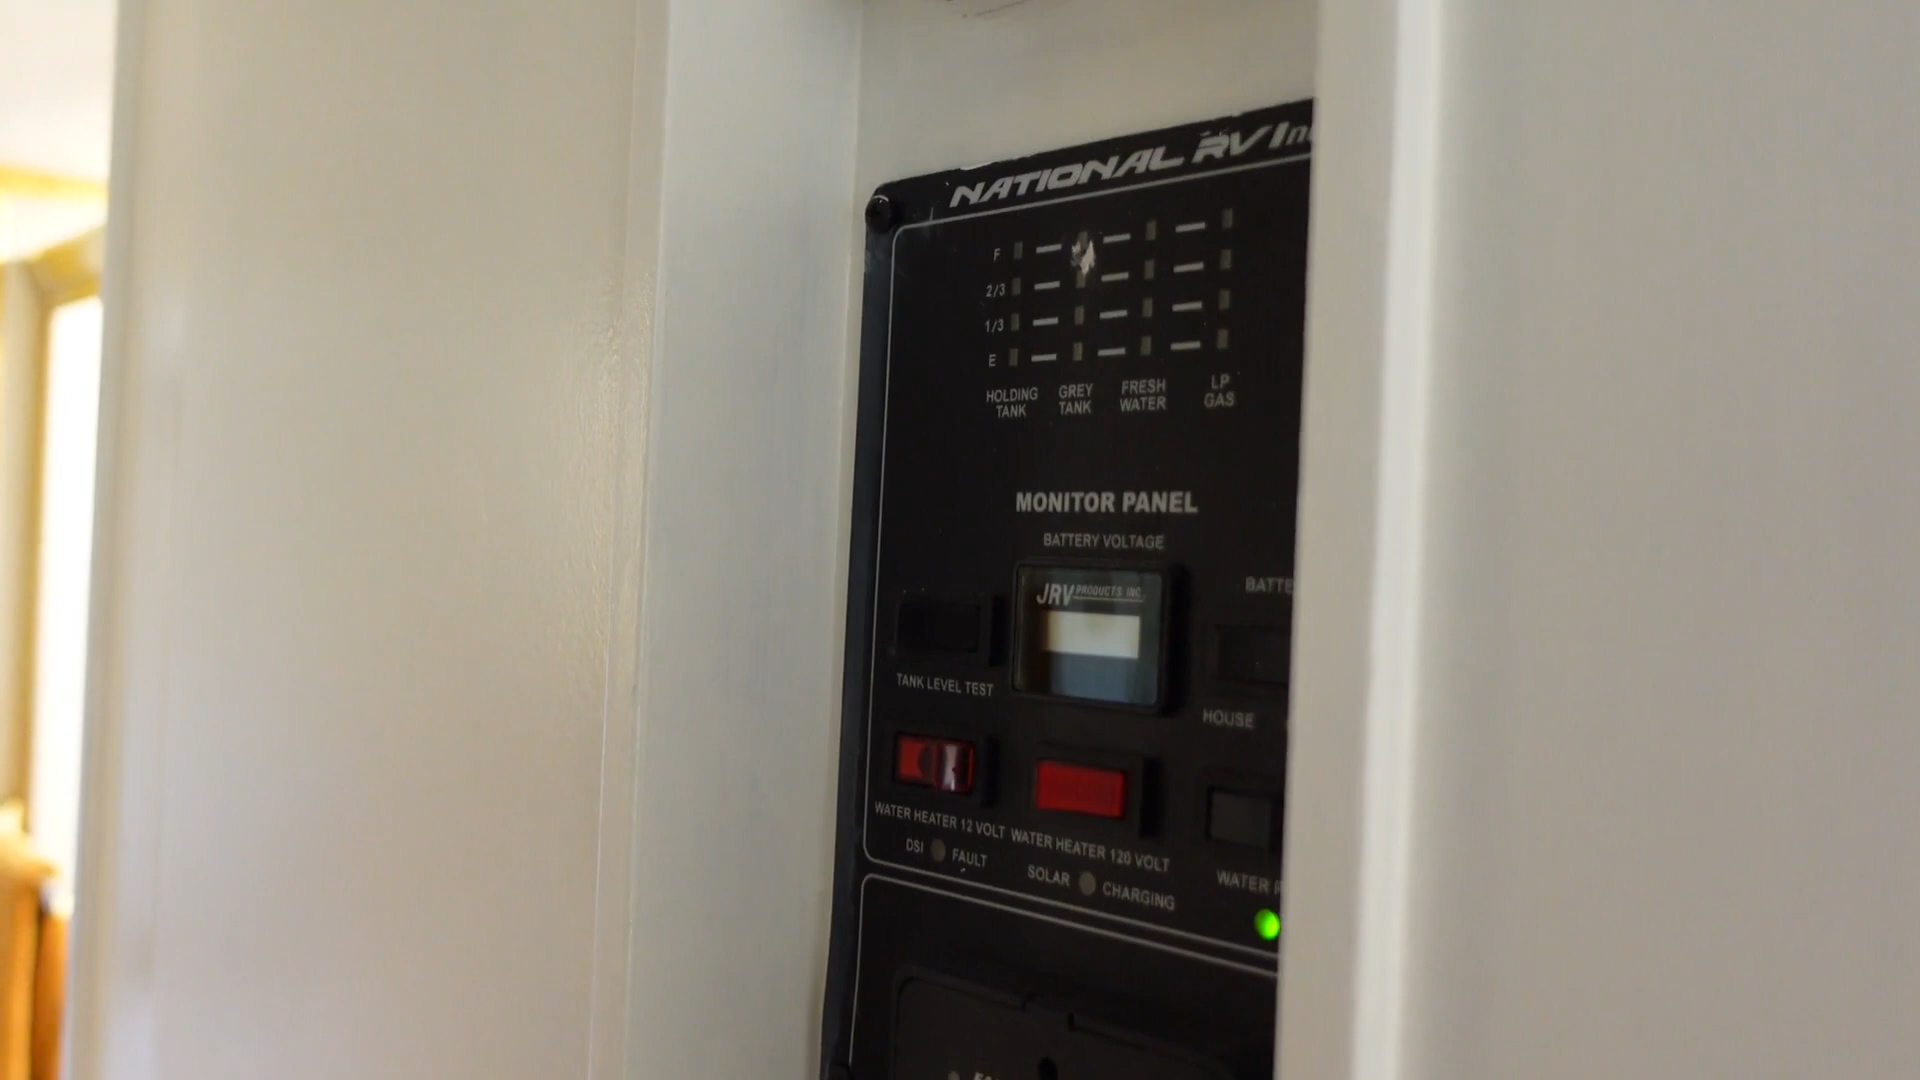 NATIONAL RV
F
2/3
1/3
E
HOLDING TANK
GREY TANK
FRESH WATER
LP GAS
MONITOR PANEL
BATTERY VOLTAGE
JRV PRODUCTS INC.
TANK LEVEL TEST
HOUSE
WATER HEATER 12 VOLT
WATER HEATER 120 VOLT
DSI FAULT
SOLAR CHARGING
WATER